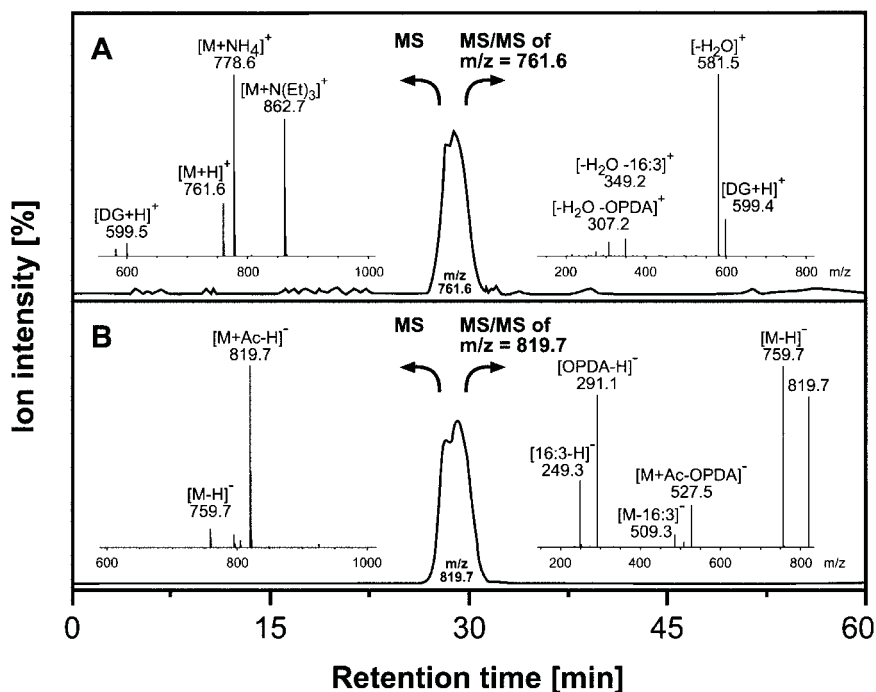 Ion intensity [%]
A
[M+NH₄]⁺
778.6
[M+N(Et)₃]⁺
862.7
[M+H]⁺
761.6
[DG+H]⁺
599.5
600
800
1000
MS
MS/MS of
m/z = 761.6
m/z
761.6
[-H₂O]⁺
581.5
[-H₂O -16:3]⁺
349.2
[-H₂O -OPDA]⁺
307.2
[DG+H]⁺
599.4
200
400
600
800
m/z
B
[M+Ac-H]⁻
819.7
[M-H]⁻
759.7
600
800
1000
MS
MS/MS of
m/z = 819.7
m/z
819.7
[M-H]⁻
759.7
819.7
[OPDA-H]⁻
291.1
[16:3-H]⁻
249.3
[M+Ac-OPDA]⁻
527.5
[M-16:3]⁻
509.3
200
400
600
800
m/z
0
15
30
45
60
Retention time [min]